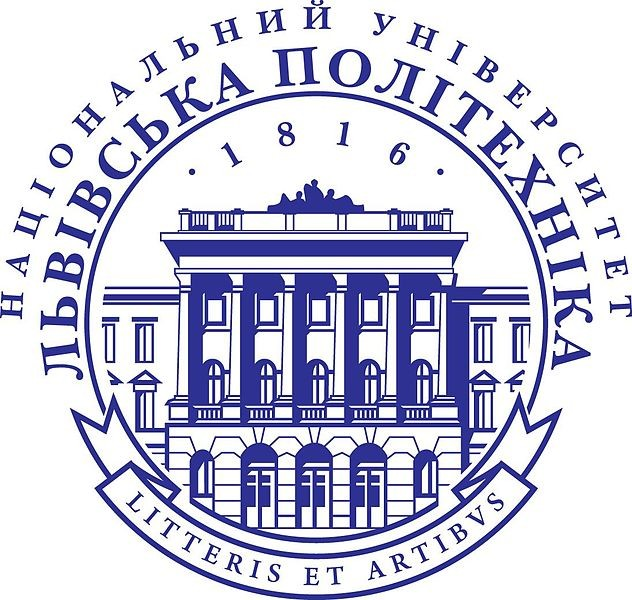 НАЦІОНАЛЬНИЙ УНІВЕРСИТЕТ
ЛЬВІВСЬКА ПОЛІТЕХНІКА
· 1816 ·
LITTERIS ET ARTIBVS